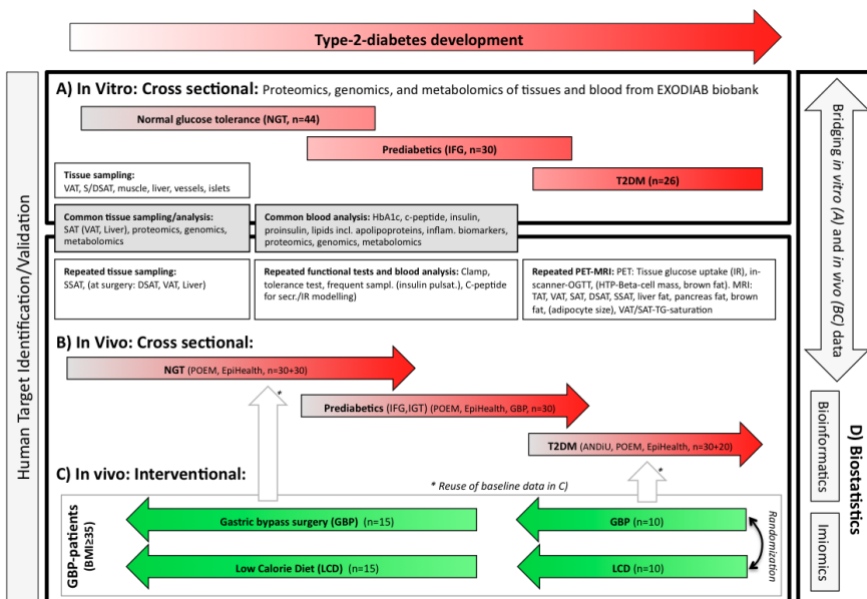 Type-2-diabetes development
Human Target Identification/Validation
A) In Vitro: Cross sectional: Proteomics, genomics, and metabolomics of tissues and blood from EXODIAB biobank
Normal glucose tolerance (NGT, n=44)
Prediabetics (IFG, n=30)
T2DM (n=26)
Tissue sampling:
VAT, S/DSAT, muscle, liver, vessels, islets
Common tissue sampling/analysis:
SAT (VAT, Liver), proteomics, genomics,
metabolomics
Common blood analysis: HbA1c, c-peptide, insulin,
proinsulin, lipids incl. apolipoproteins, inflam. biomarkers,
proteomics, genomics, metabolomics
Repeated tissue sampling:
SSAT, (at surgery: DSAT, VAT, Liver)
Repeated functional tests and blood analysis: Clamp,
tolerance test, frequent sampl. (insulin pulsat.), C-peptide
for secr./IR modelling)
Repeated PET-MRI: PET: Tissue glucose uptake (IR), in-
scanner-OGTT, (HTP-Beta-cell mass, brown fat). MRI:
TAT, VAT, SAT, DSAT, SSAT, liver fat, pancreas fat, brown
fat, (adipocyte size), VAT/SAT-TG-saturation
B) In Vivo: Cross sectional:
NGT (POEM, EpiHealth, n=30+30)
*
Prediabetics (IFG,IGT) (POEM, EpiHealth, GBP, n=30)
T2DM (ANDiU, POEM, EpiHealth, n=30+20)
*
C) In vivo: Interventional:
* Reuse of baseline data in C)
GBP-patients
(BMI≥35)
Gastric bypass surgery (GBP) (n=15)
GBP (n=10)
Low Calorie Diet (LCD) (n=15)
LCD (n=10)
Randomization
Bridging in vitro (A) and in vivo (BC) data
Bioinformatics
Imiomics
D) Biostatistics